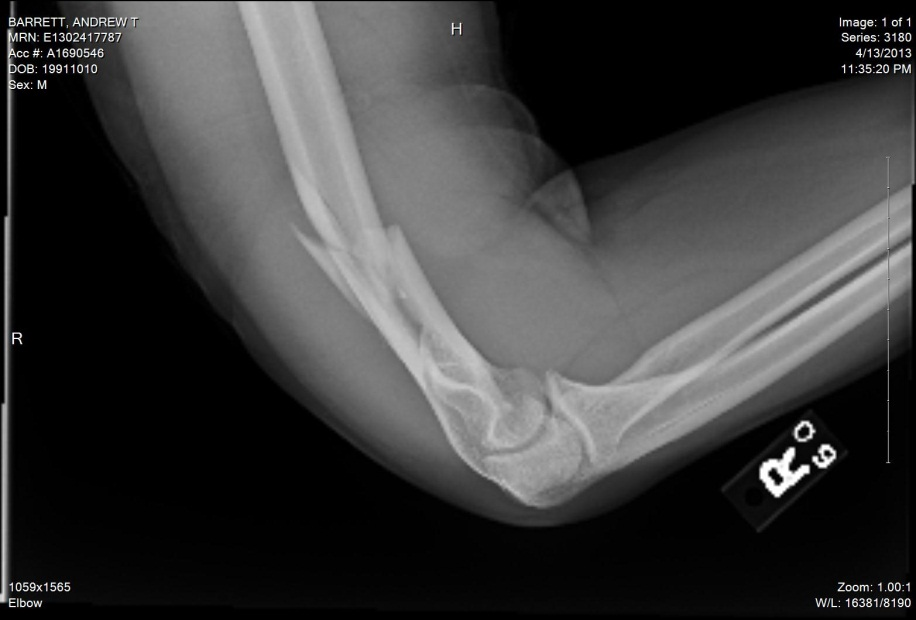 BARRETT, ANDREW T
MRN: E1302417787
Acc #: A1690546
DOB: 19911010
Sex: M
H
Image: 1 of 1
Series: 3180
4/13/2013
11:35:20 PM
R
R
1059x1565
Elbow
Zoom: 1.00:1
W/L: 16381/8190